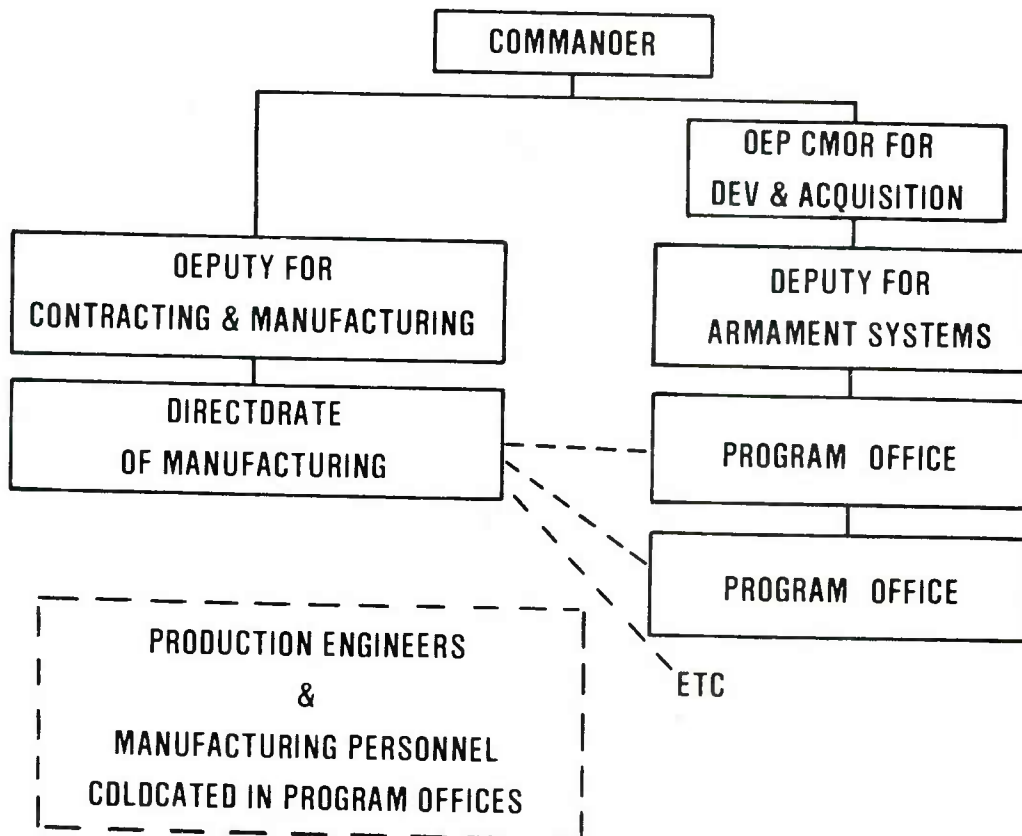 COMMANOER
OEP CMOR FOR
DEV & ACQUISITION
OEPUTY FOR
CONTRACTING & MANUFACTURING
DEPUTY FOR
ARMAMENT SYSTEMS
DIRECTDRATE
OF MANUFACTURING
PROGRAM OFFICE
PROGRAM OFFICE
ETC
PRODUCTION ENGINEERS
&
MANUFACTURING PERSONNEL
CDLDCATED IN PROGRAM OFFICES